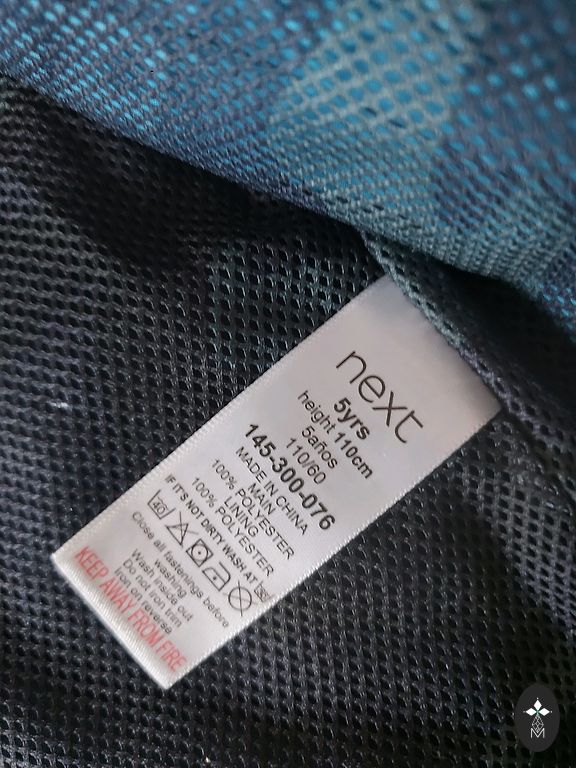 next
5yrs
height 110cm
5años
110/60
145-300-076
MADE IN CHINA
MAIN
100% POLYESTER
LINING
100% POLYESTER
IF IT'S NOT DIRTY WASH AT
Close all fastenings before
washing
Wash inside out
Do not iron trim
Iron on reverse
KEEP AWAY FROM FIRE
M